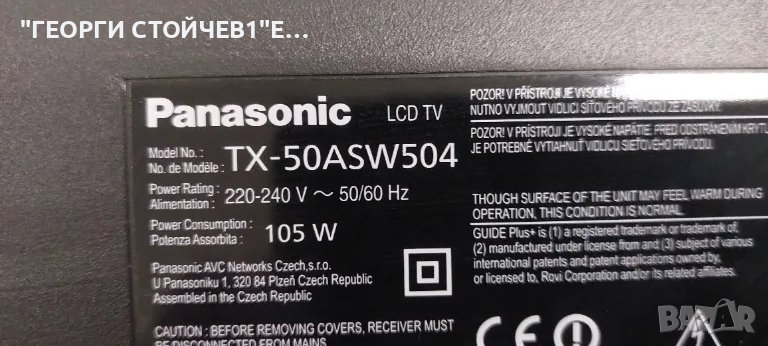 "ГЕОРГИ СТОЙЧЕВ1"Е...
Panasonic LCD TV
Model No.:
No. de Modèle: TX-50ASW504
Power Rating:
Alimentation: 220-240 V ~ 50/60 Hz
Power Consumption:
Potenza Assorbita: 105 W
Panasonic AVC Networks Czech,s.r.o.
U Panasoniku 1, 320 84 Plzeň Czech Republic
Assembled in the Czech Republic
CAUTION : BEFORE REMOVING COVERS, RECEIVER MUST
BE DISCONNECTED FROM MAINS
POZOR! V PŘÍSTROJI JE VYSOKÉ
NUTNO VYJMOUT VIDLICI SÍŤOVÉHO PŘÍVODU ZE ZÁSUVKY.
POZOR! V PRÍSTROJI JE VYSOKÉ NAPÄTIE. PRED ODSTRÁNENÍM KRYTU
JE POTREBNÉ VYTIAHNUŤ VIDLICU SIEŤOVÉHO PRÍVODU.
THOUGH SURFACE OF THE UNIT MAY FEEL WARM DURING
OPERATION, THIS CONDITION IS NORMAL.
GUIDE Plus+ is (1) a registered trademark or trademark of,
(2) manufactured under license from and (3) subject of various
international patents and patent applications owned by,
or licensed to, Rovi Corporation and/or its related affiliates.
CE
БАЗАР
bazar.bg